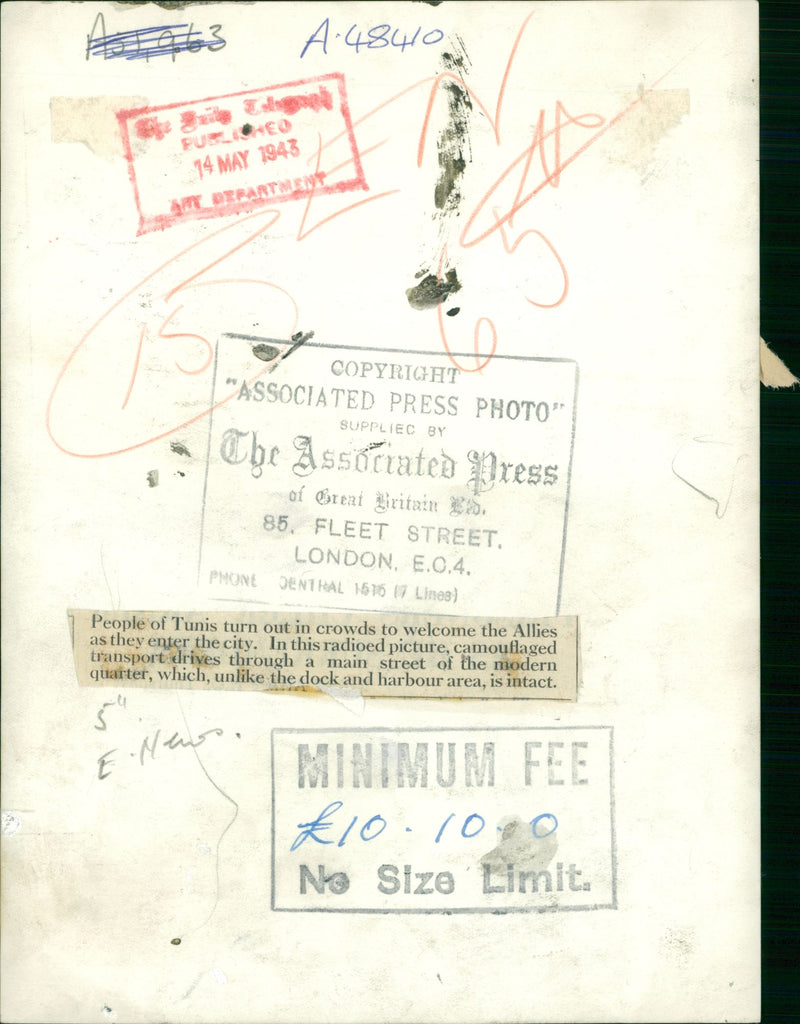 A·48410
The Daily Telegraph
PUBLISHED
14 MAY 1943
ART DEPARTMENT
15
65
COPYRIGHT
"ASSOCIATED PRESS PHOTO"
SUPPLIED BY
The Associated Press
of Great Britain Ltd.
85, FLEET STREET,
LONDON, E.C.4.
PHONE CENTRAL 1515 (7 Lines)
People of Tunis turn out in crowds to welcome the Allies
as they enter the city. In this radioed picture, camouflaged
transport drives through a main street of the modern
quarter, which, unlike the dock and harbour area, is intact.
5"
E. News.
MINIMUM FEE
£10·10·0
No Size Limit.